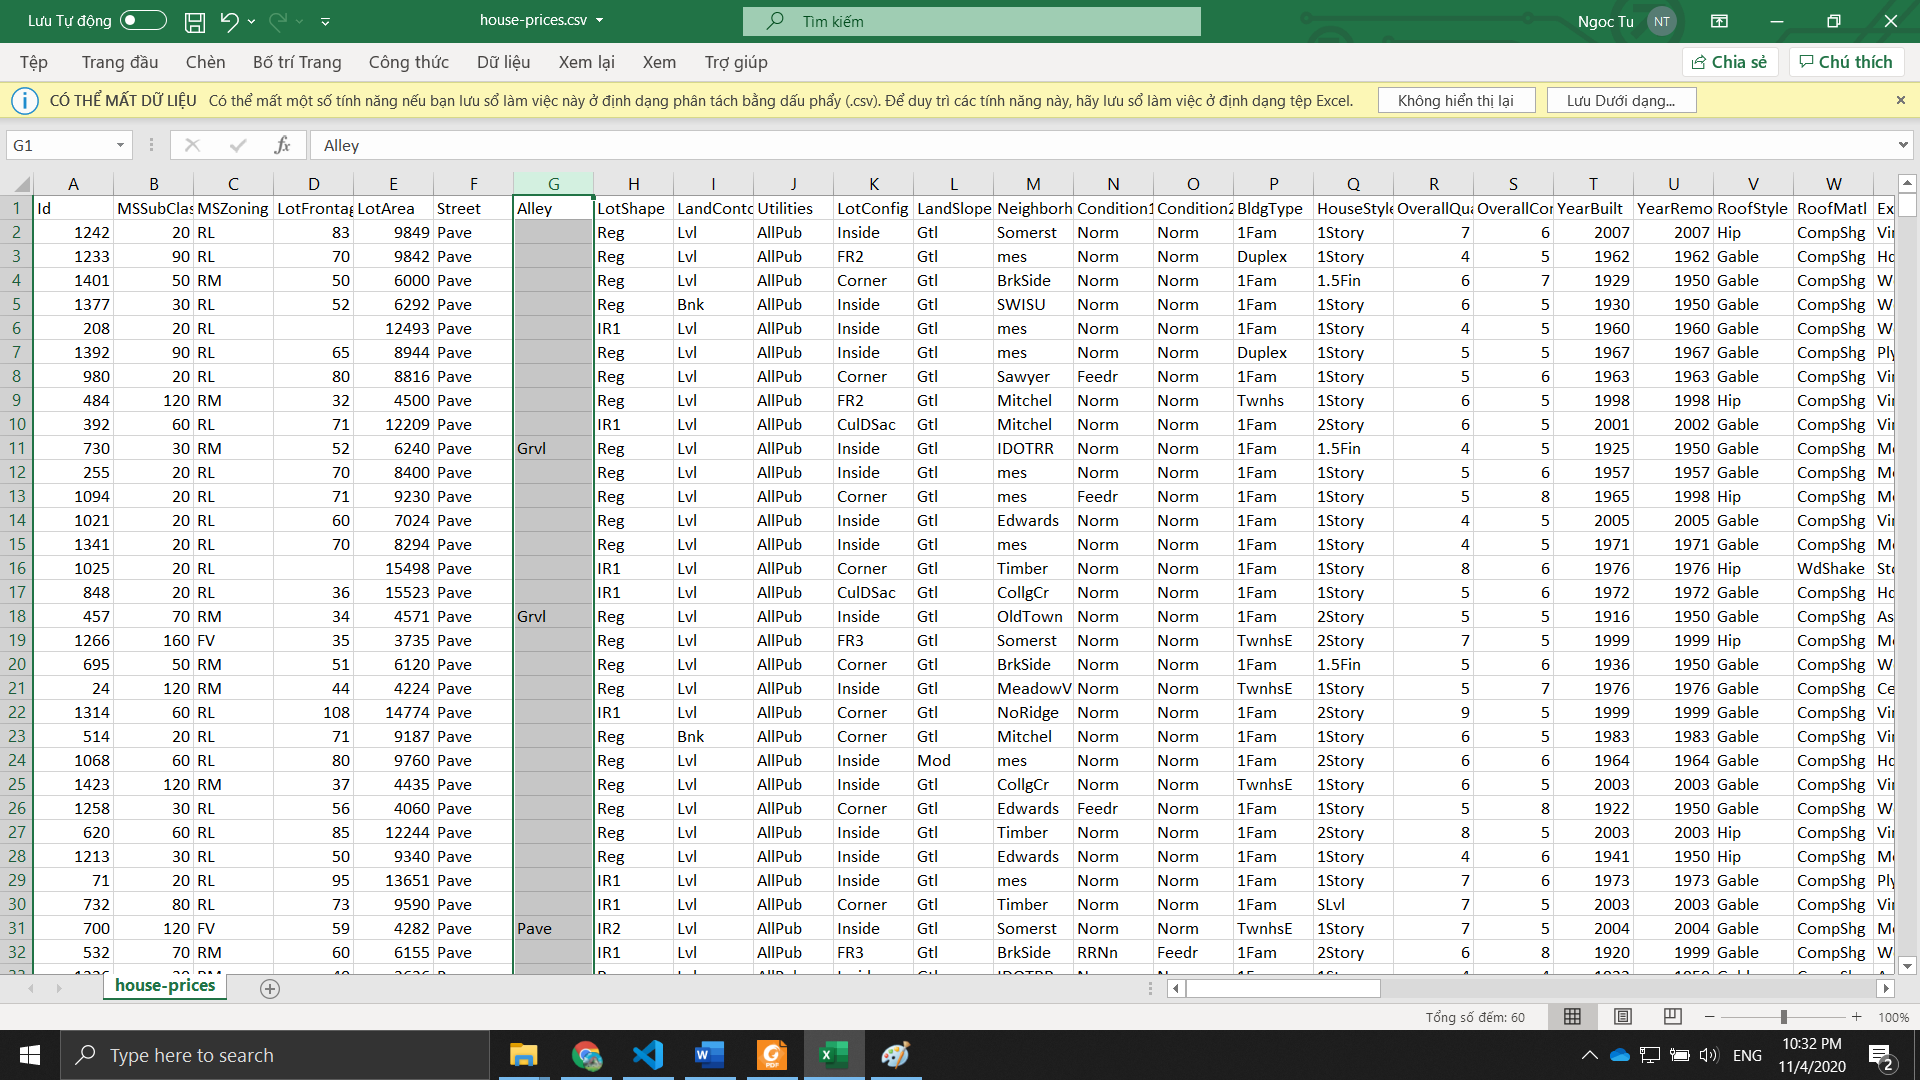 Lưu Tự động
house-prices.csv
Tìm kiếm
Ngoc Tu
NT
Tệp Trang đầu Chèn Bố trí Trang Công thức Dữ liệu Xem lại Xem Trợ giúp
Chia sẻ
Chú thích
CÓ THỂ MẤT DỮ LIỆU Có thể mất một số tính năng nếu bạn lưu sổ làm việc này ở định dạng phân tách bằng dấu phẩy (.csv). Để duy trì các tính năng này, hãy lưu sổ làm việc ở định dạng tệp Excel.
Không hiển thị lại
Lưu Dưới dạng...
G1
fx
Alley
A B C D E F G H I J K L M N O P Q R S T U V W
1 Id MSSubClas MSZoning LotFrontag LotArea Street Alley LotShape LandConto Utilities LotConfig LandSlope Neighborh Condition1 Condition2 BldgType HouseStyle OverallQua OverallCon YearBuilt YearRemo RoofStyle RoofMatl Ex
2 1242 20 RL 83 9849 Pave Reg Lvl AllPub Inside Gtl Somerst Norm Norm 1Fam 1Story 7 6 2007 2007 Hip CompShg Vir
3 1233 90 RL 70 9842 Pave Reg Lvl AllPub FR2 Gtl mes Norm Norm Duplex 1Story 4 5 1962 1962 Gable CompShg Hd
4 1401 50 RM 50 6000 Pave Reg Lvl AllPub Corner Gtl BrkSide Norm Norm 1Fam 1.5Fin 6 7 1929 1950 Gable CompShg W
5 1377 30 RL 52 6292 Pave Reg Bnk AllPub Inside Gtl SWISU Norm Norm 1Fam 1Story 6 5 1930 1950 Gable CompShg W
6 208 20 RL 12493 Pave IR1 Lvl AllPub Inside Gtl mes Norm Norm 1Fam 1Story 4 5 1960 1960 Gable CompShg W
7 1392 90 RL 65 8944 Pave Reg Lvl AllPub Inside Gtl mes Norm Norm Duplex 1Story 5 5 1967 1967 Gable CompShg Ply
8 980 20 RL 80 8816 Pave Reg Lvl AllPub Corner Gtl Sawyer Feedr Norm 1Fam 1Story 5 6 1963 1963 Gable CompShg Vir
9 484 120 RM 32 4500 Pave Reg Lvl AllPub FR2 Gtl Mitchel Norm Norm Twnhs 1Story 6 5 1998 1998 Hip CompShg Vir
10 392 60 RL 71 12209 Pave IR1 Lvl AllPub CulDSac Gtl Mitchel Norm Norm 1Fam 2Story 6 5 2001 2002 Gable CompShg Vir
11 730 30 RM 52 6240 Pave Grvl Reg Lvl AllPub Inside Gtl IDOTRR Norm Norm 1Fam 1.5Fin 4 5 1925 1950 Gable CompShg Me
12 255 20 RL 70 8400 Pave Reg Lvl AllPub Inside Gtl mes Norm Norm 1Fam 1Story 5 6 1957 1957 Gable CompShg Me
13 1094 20 RL 71 9230 Pave Reg Lvl AllPub Corner Gtl mes Feedr Norm 1Fam 1Story 5 8 1965 1998 Hip CompShg Me
14 1021 20 RL 60 7024 Pave Reg Lvl AllPub Inside Gtl Edwards Norm Norm 1Fam 1Story 4 5 2005 2005 Gable CompShg Vir
15 1341 20 RL 70 8294 Pave Reg Lvl AllPub Inside Gtl mes Norm Norm 1Fam 1Story 4 5 1971 1971 Gable CompShg Me
16 1025 20 RL 15498 Pave IR1 Lvl AllPub Corner Gtl Timber Norm Norm 1Fam 1Story 8 6 1976 1976 Hip WdShake Sto
17 848 20 RL 36 15523 Pave IR1 Lvl AllPub CulDSac Gtl CollgCr Norm Norm 1Fam 1Story 5 6 1972 1972 Gable CompShg Hd
18 457 70 RM 34 4571 Pave Grvl Reg Lvl AllPub Inside Gtl OldTown Norm Norm 1Fam 2Story 5 5 1916 1950 Gable CompShg As
19 1266 160 FV 35 3735 Pave Reg Lvl AllPub FR3 Gtl Somerst Norm Norm TwnhsE 2Story 7 5 1999 1999 Hip CompShg Me
20 695 50 RM 51 6120 Pave Reg Lvl AllPub Corner Gtl BrkSide Norm Norm 1Fam 1.5Fin 5 6 1936 1950 Gable CompShg W
21 24 120 RM 44 4224 Pave Reg Lvl AllPub Inside Gtl MeadowV Norm Norm TwnhsE 1Story 5 7 1976 1976 Gable CompShg Ce
22 1314 60 RL 108 14774 Pave IR1 Lvl AllPub Corner Gtl NoRidge Norm Norm 1Fam 2Story 9 5 1999 1999 Gable CompShg Vir
23 514 20 RL 71 9187 Pave Reg Bnk AllPub Corner Gtl Mitchel Norm Norm 1Fam 1Story 6 5 1983 1983 Gable CompShg Vir
24 1068 60 RL 80 9760 Pave Reg Lvl AllPub Inside Mod mes Norm Norm 1Fam 2Story 6 6 1964 1964 Gable CompShg Hd
25 1423 120 RM 37 4435 Pave Reg Lvl AllPub Inside Gtl CollgCr Norm Norm TwnhsE 1Story 6 5 2003 2003 Gable CompShg Vir
26 1258 30 RL 56 4060 Pave Reg Lvl AllPub Corner Gtl Edwards Feedr Norm 1Fam 1Story 5 8 1922 1950 Gable CompShg W
27 620 60 RL 85 12244 Pave Reg Lvl AllPub Inside Gtl Timber Norm Norm 1Fam 2Story 8 5 2003 2003 Hip CompShg Vir
28 1213 30 RL 50 9340 Pave Reg Lvl AllPub Inside Gtl Edwards Norm Norm 1Fam 1Story 4 6 1941 1950 Hip CompShg Me
29 71 20 RL 95 13651 Pave IR1 Lvl AllPub Inside Gtl mes Norm Norm 1Fam 1Story 7 6 1973 1973 Gable CompShg Ply
30 732 80 RL 73 9590 Pave IR1 Lvl AllPub Corner Gtl Timber Norm Norm 1Fam SLvl 7 5 2003 2003 Gable CompShg Vir
31 700 120 FV 59 4282 Pave Pave IR2 Lvl AllPub Inside Gtl Somerst Norm Norm TwnhsE 1Story 7 5 2004 2004 Gable CompShg Me
32 532 70 RM 60 6155 Pave IR1 Lvl AllPub FR3 Gtl BrkSide RRNn Feedr 1Fam 2Story 6 8 1920 1999 Gable CompShg W
house-prices
Tổng số đếm: 60
100%
Type here to search
ENG
10:32 PM
11/4/2020
2